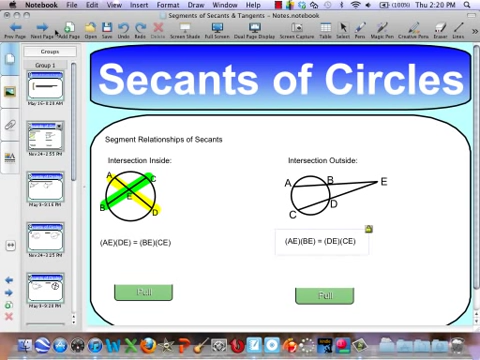 Notebook File Edit View Insert Format Draw Window Help (100%) Thu 2:20 PM
Segments of Secants & Tangents - Notes.notebook
Prev Page Next Page Add Page Open Save Undo Redo Delete Screen Shade Full Screen Dual Page Display Screen Capture Table Select Pens Magic Pen Creative Pens Eraser Line
Groups
Group 1
Secants of Circles
Segment Relationships of Secants
Intersection Inside: Intersection Outside:
A C A B E
E
B D C D
(AE)(DE) = (BE)(CE) (AE)(BE) = (DE)(CE)
Pull Pull